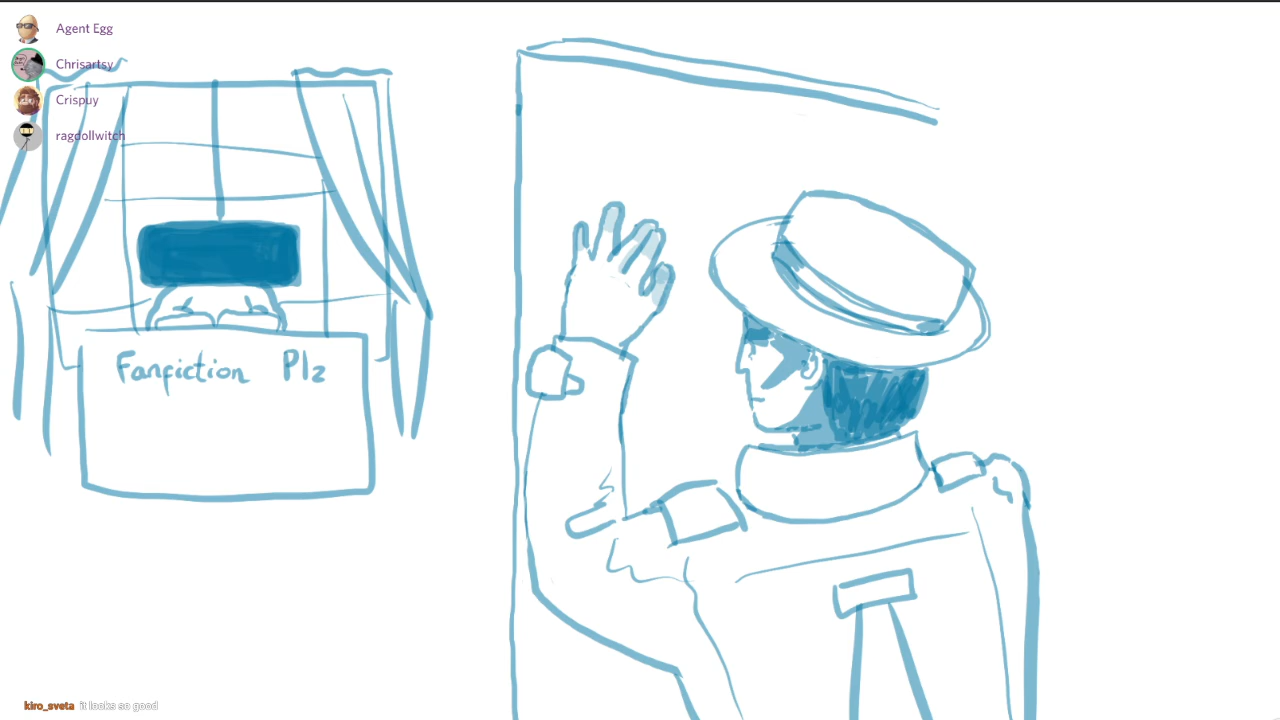 Agent Egg
Chrisartsy
Crispuy
ragdollwitch
Fanfiction Plz
kiro_sveta it looks so good